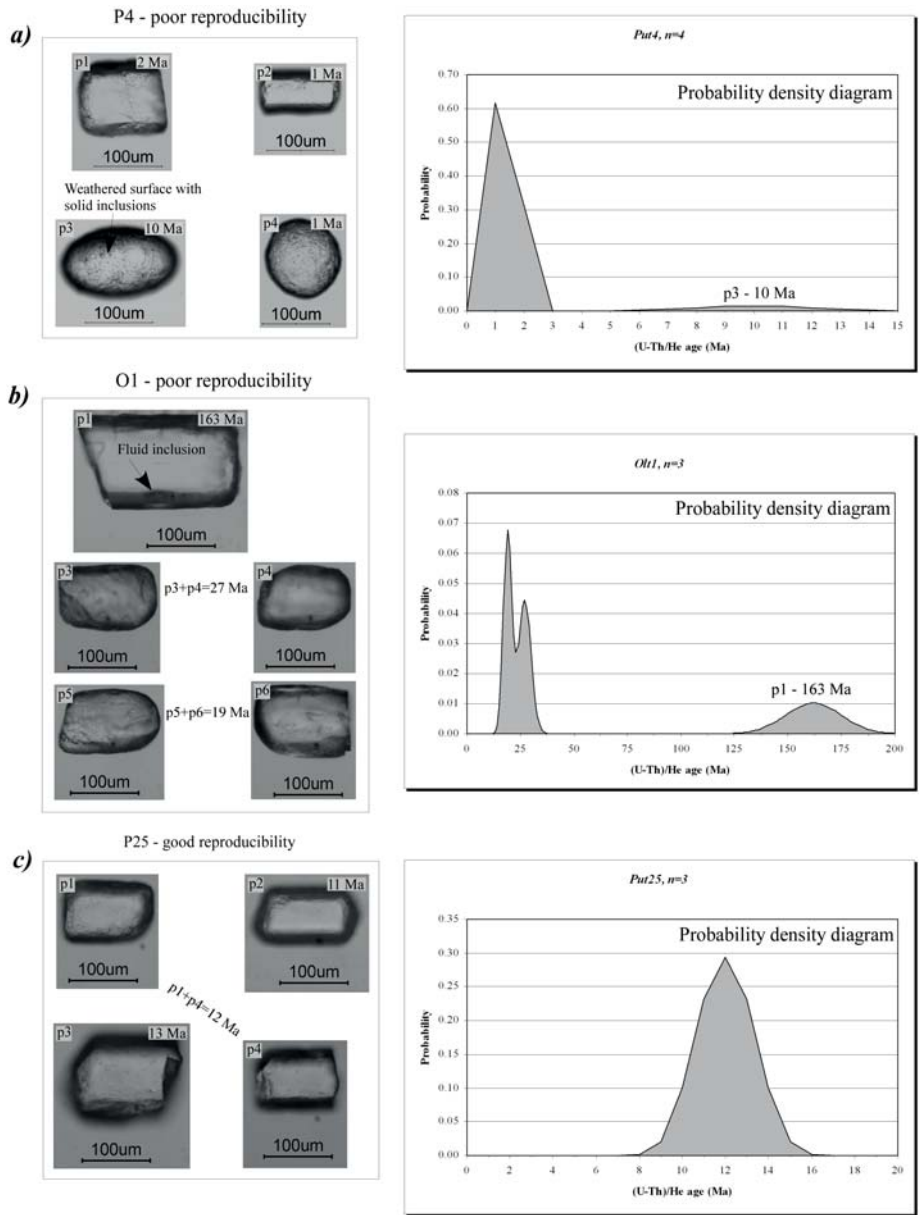 a)
P4 - poor reproducibility
p1
2 Ma
100um
p2
1 Ma
100um
Weathered surface with
solid inclusions
p3
10 Ma
100um
p4
1 Ma
100um
Put4, n=4
Probability density diagram
Probability
0.70
0.60
0.50
0.40
0.30
0.20
0.10
0.00
p3 - 10 Ma
0 1 2 3 4 5 6 7 8 9 10 11 12 13 14 15
(U-Th/He age (Ma)
b)
O1 - poor reproducibility
p1
163 Ma
Fluid inclusion
100um
p3
100um
p3+p4=27 Ma
p4
100um
p5
100um
p5+p6=19 Ma
p6
100um
Olt1, n=3
Probability density diagram
Probability
0.08
0.07
0.06
0.05
0.04
0.03
0.02
0.01
0.00
p1 - 163 Ma
0 25 50 75 100 125 150 175 200
(U-Th)/He age (Ma)
c)
P25 - good reproducibility
p1
100um
p2
11 Ma
100um
p1+p4=12 Ma
p3
13 Ma
100um
p4
100um
Put25, n=3
Probability density diagram
Probability
0.35
0.30
0.25
0.20
0.15
0.10
0.05
0.00
0 2 4 6 8 10 12 14 16 18 20
(U-Th)/He age (Ma)